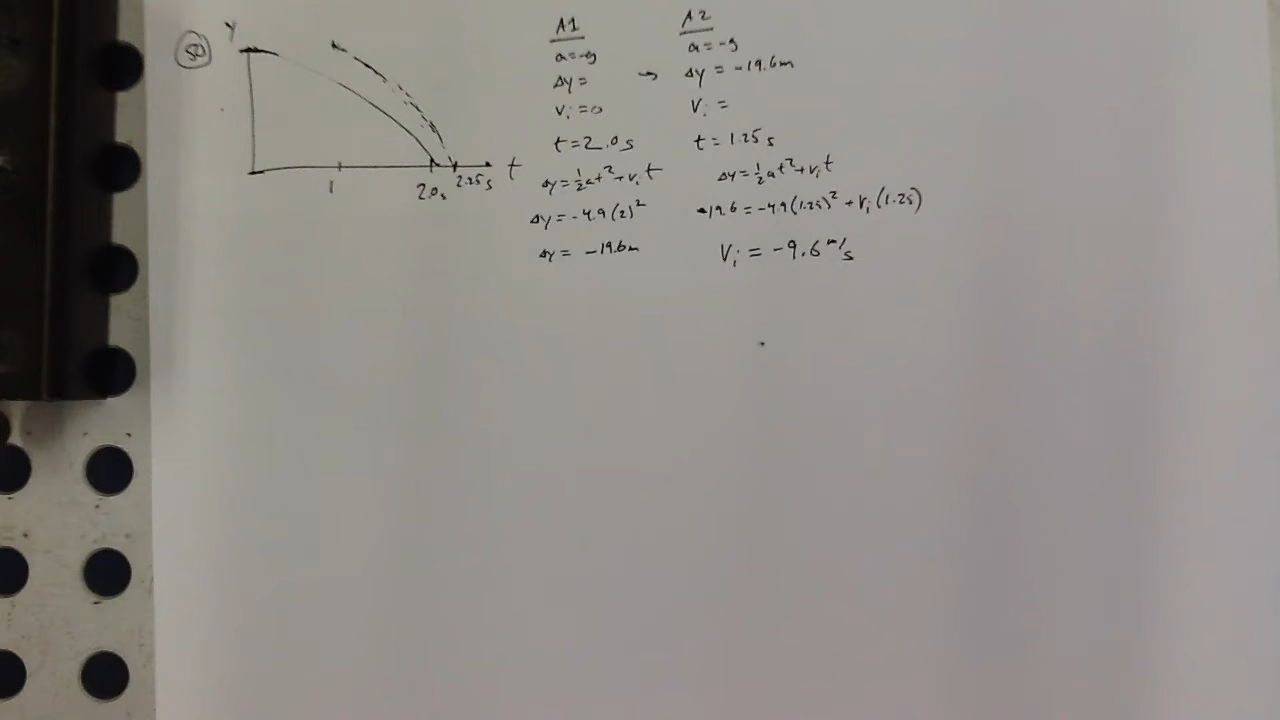 50
y
1
2.0s
2.25s
t
A1
a=-g
Δy=
Vi=0
t=2.0s
Δy=½at²+vit
Δy=-4.9(2)²
Δy= -19.6m
→
A2
a=-g
Δy = -19.6m
Vi =
t= 1.25s
Δy=½at²+vit
-19.6=-4.9(1.25)²+Vi(1.25)
Vi = -9.6 m/s